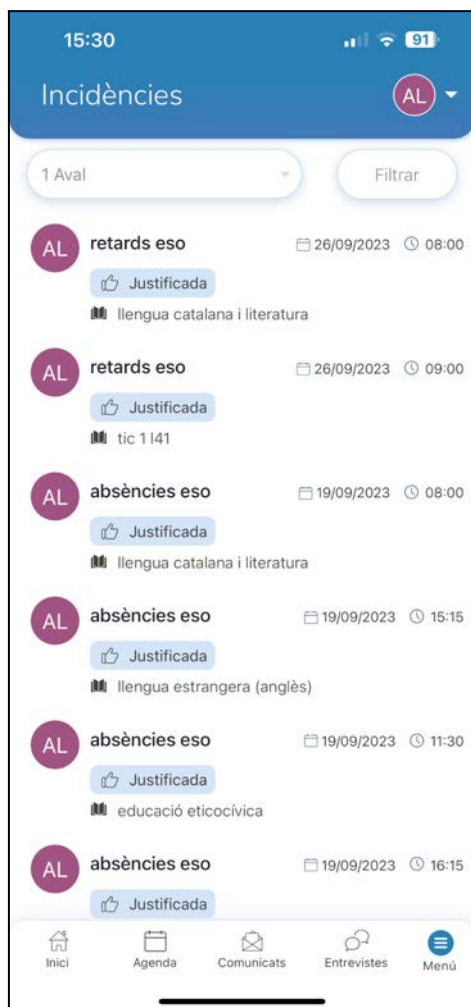 15:30 91
Incidències AL
1 Aval Filtrar
AL retards eso 26/09/2023 08:00
Justificada
llengua catalana i literatura
AL retards eso 26/09/2023 09:00
Justificada
tic 1 l41
AL absències eso 19/09/2023 08:00
Justificada
llengua catalana i literatura
AL absències eso 19/09/2023 15:15
Justificada
llengua estrangera (anglès)
AL absències eso 19/09/2023 11:30
Justificada
educació eticocívica
AL absències eso 19/09/2023 16:15
Justificada
Inici Agenda Comunicats Entrevistes Menú